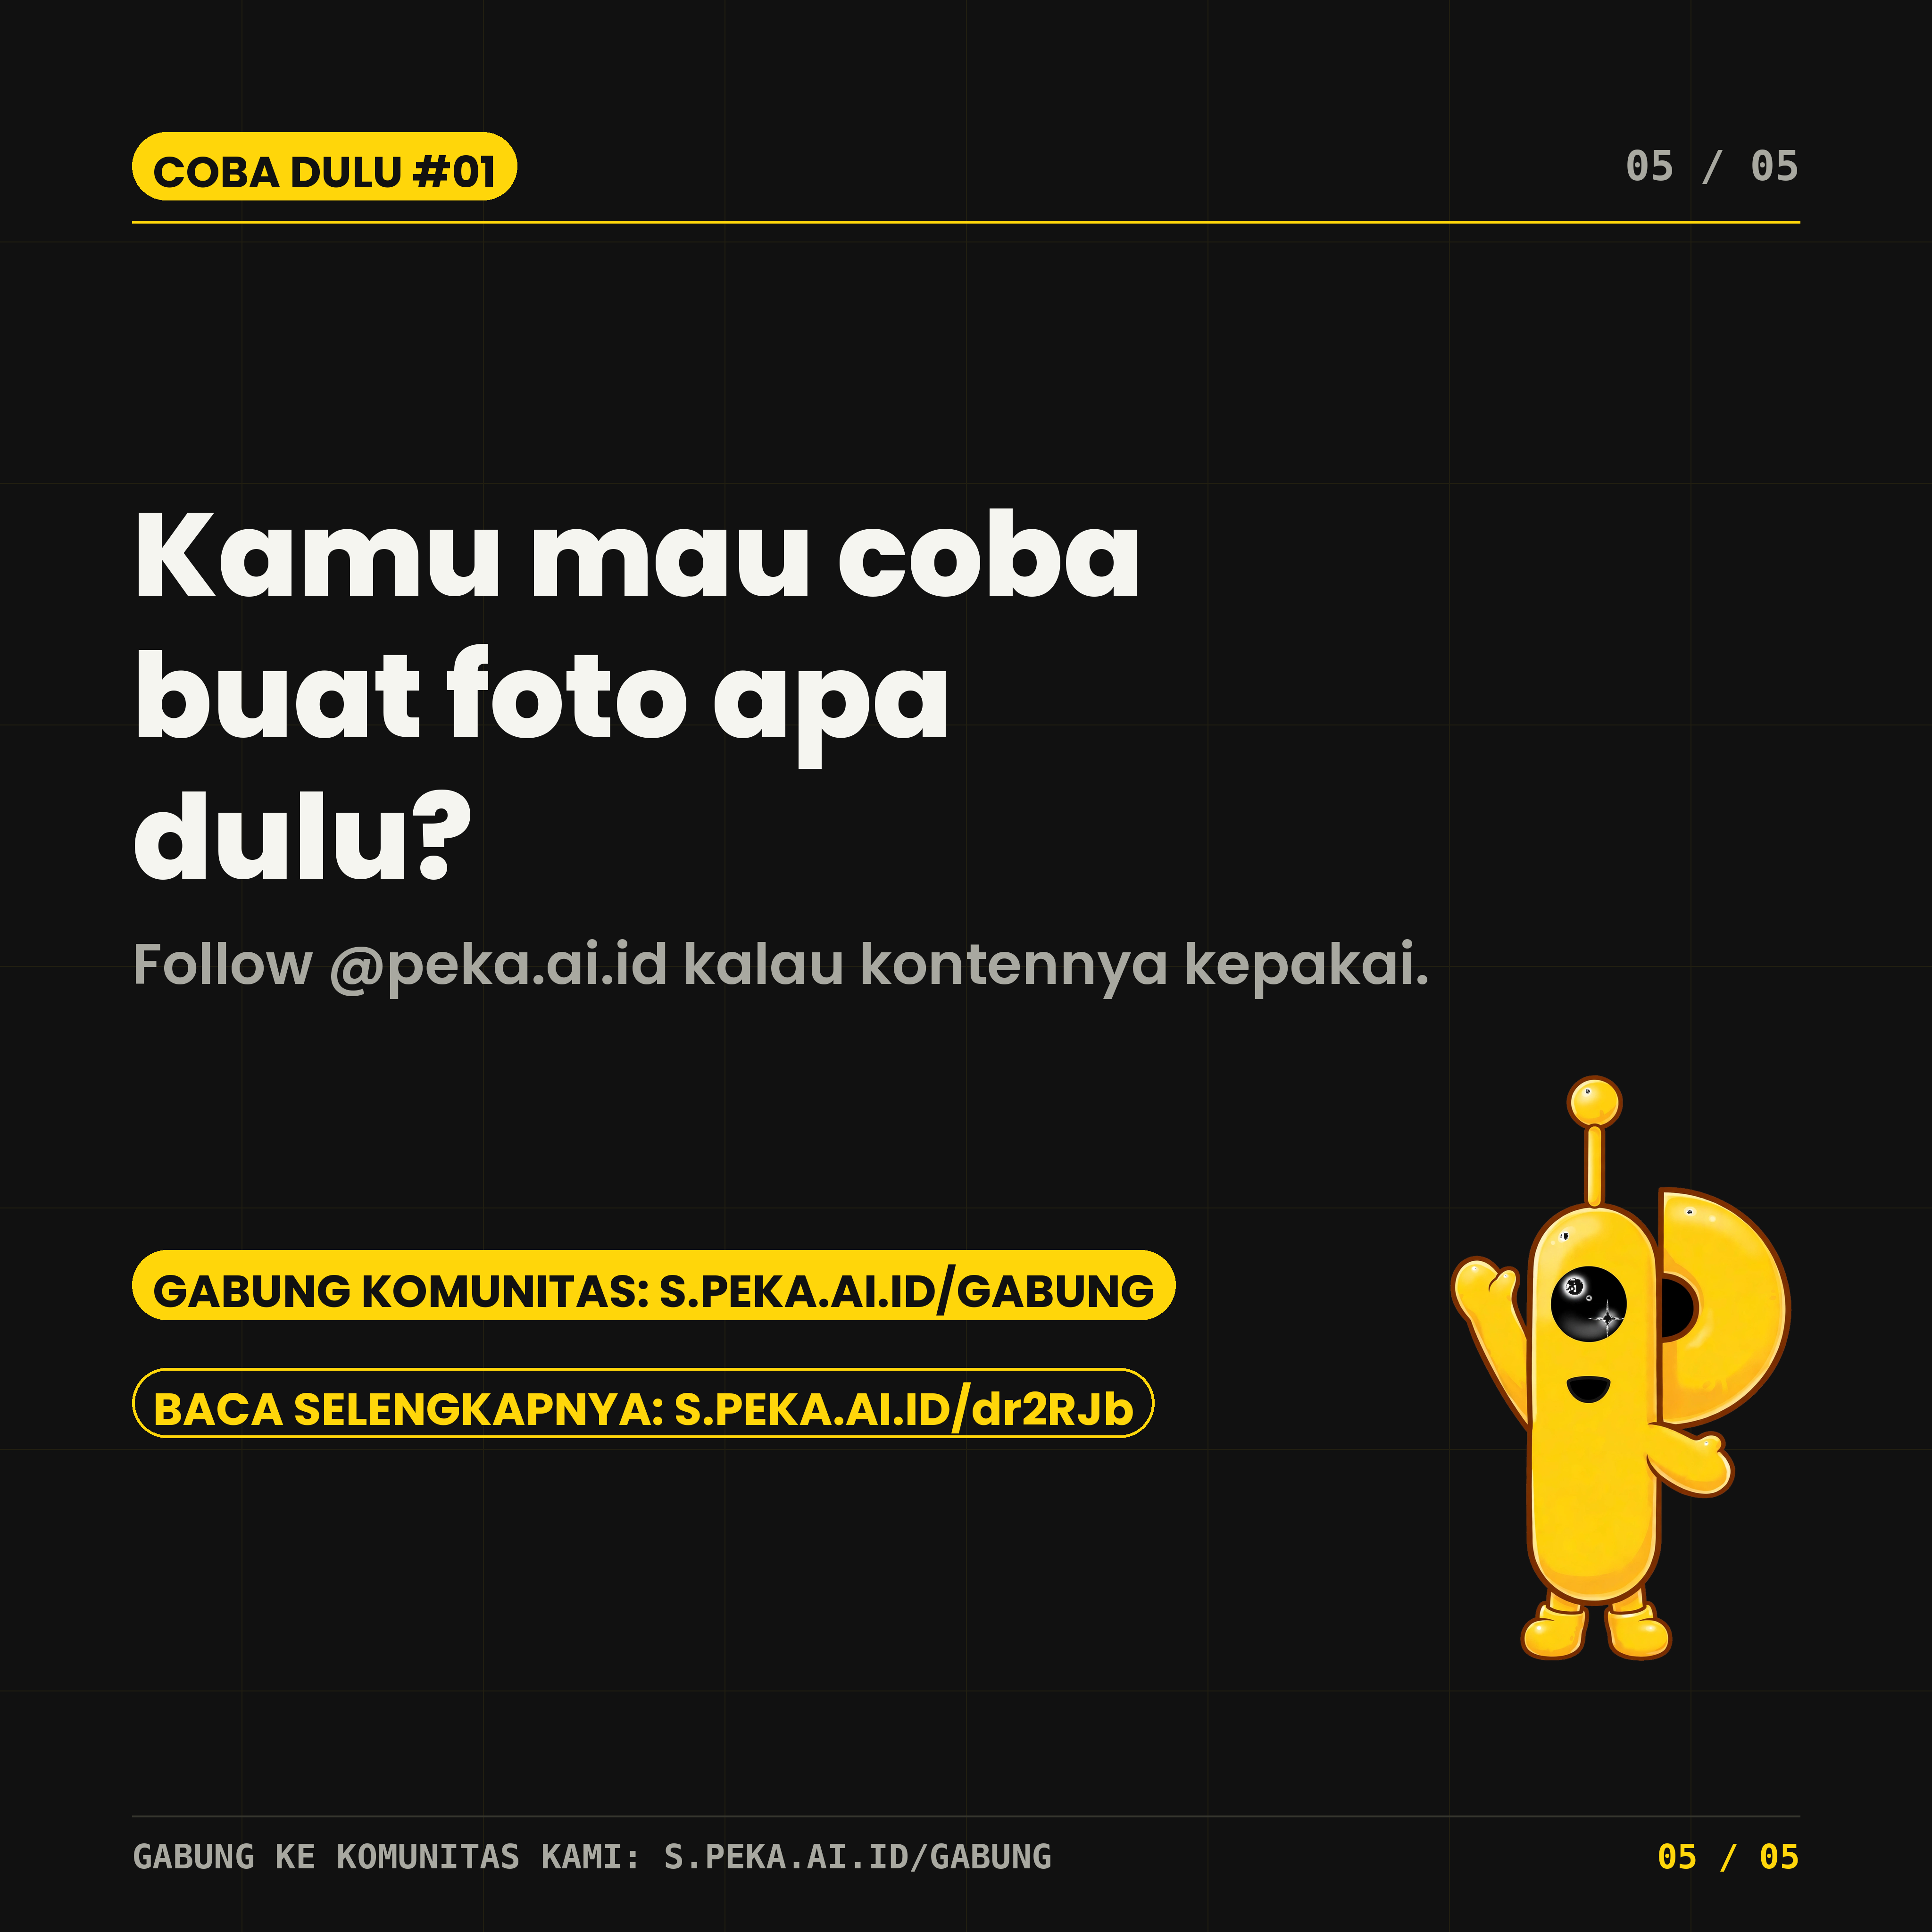 COBA DULU #01
05 / 05
Kamu mau coba
buat foto apa
dulu?
Follow @peka.ai.id kalau kontennya kepakai.
GABUNG KOMUNITAS: S.PEKA.AI.ID/GABUNG
BACA SELENGKAPNYA: S.PEKA.AI.ID/dr2RJb
GABUNG KE KOMUNITAS KAMI: S.PEKA.AI.ID/GABUNG
05 / 05